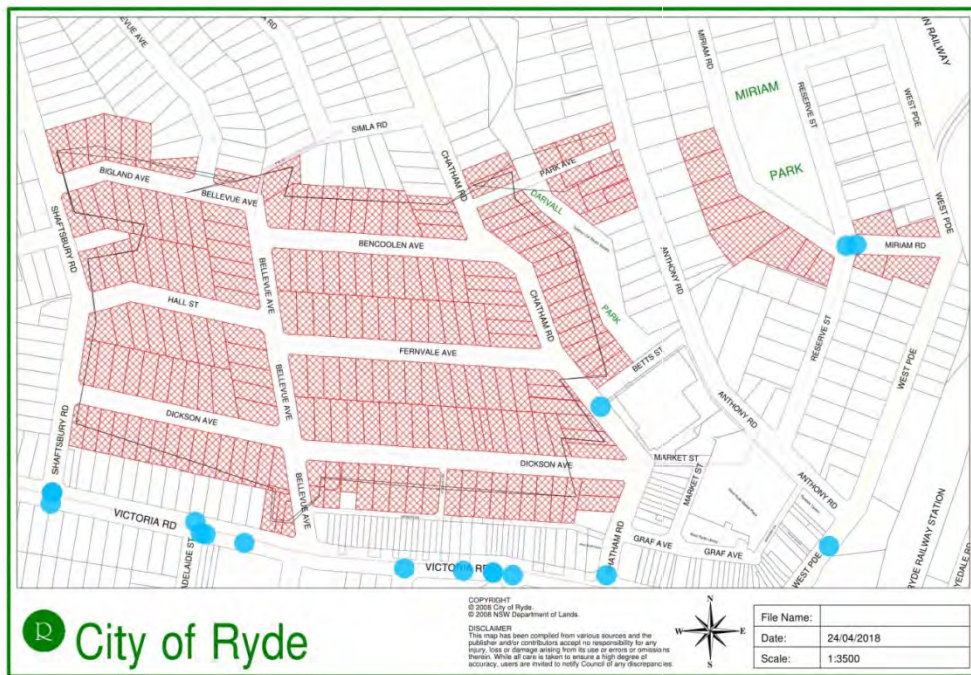 BELLEVUE AVE
SIMLA RD
CHATHAM RD
MIRIAM RD
MIRIAM
PARK
RESERVE ST
WEST PDE
N RAILWAY
BIGLAND AVE
BELLEVUE AVE
PARK AVE
DARVALL
PARK
SHAFTSBURY RD
BENCOOLEN AVE
WEST PDE
MIRIAM RD
BELLEVUE AVE
HALL ST
CHATHAM RD
ANTHONY RD
RESERVE ST
FERNVALE AVE
BETTS ST
WEST PDE
BELLEVUE AVE
DICKSON AVE
SHAFTSBURY RD
ANTHONY RD
DICKSON AVE
MARKET ST
MARKET ST
BELLEVUE AVE
ANTHONY RD
VICTORIA RD
ADELAIDE ST
VICTORIA RD
HATHAM RD
GRAF AVE
GRAF AVE
WEST PDE
RYDE RAILWAY STATION
RYEDALE RD
R
City of Ryde
COPYRIGHT
© 2008 City of Ryde.
© 2008 NSW Department of Lands.
DISCLAIMER
This map has been compiled from various sources and the
publisher and/or contributors accept no responsibility for any
injury, loss or damage arising from its use or errors or omissions
therein. While all care is taken to ensure a high degree of
accuracy, users are invited to notify Council of any discrepancies.
N
W
E
S
File Name:
Date: 24/04/2018
Scale: 1:3500